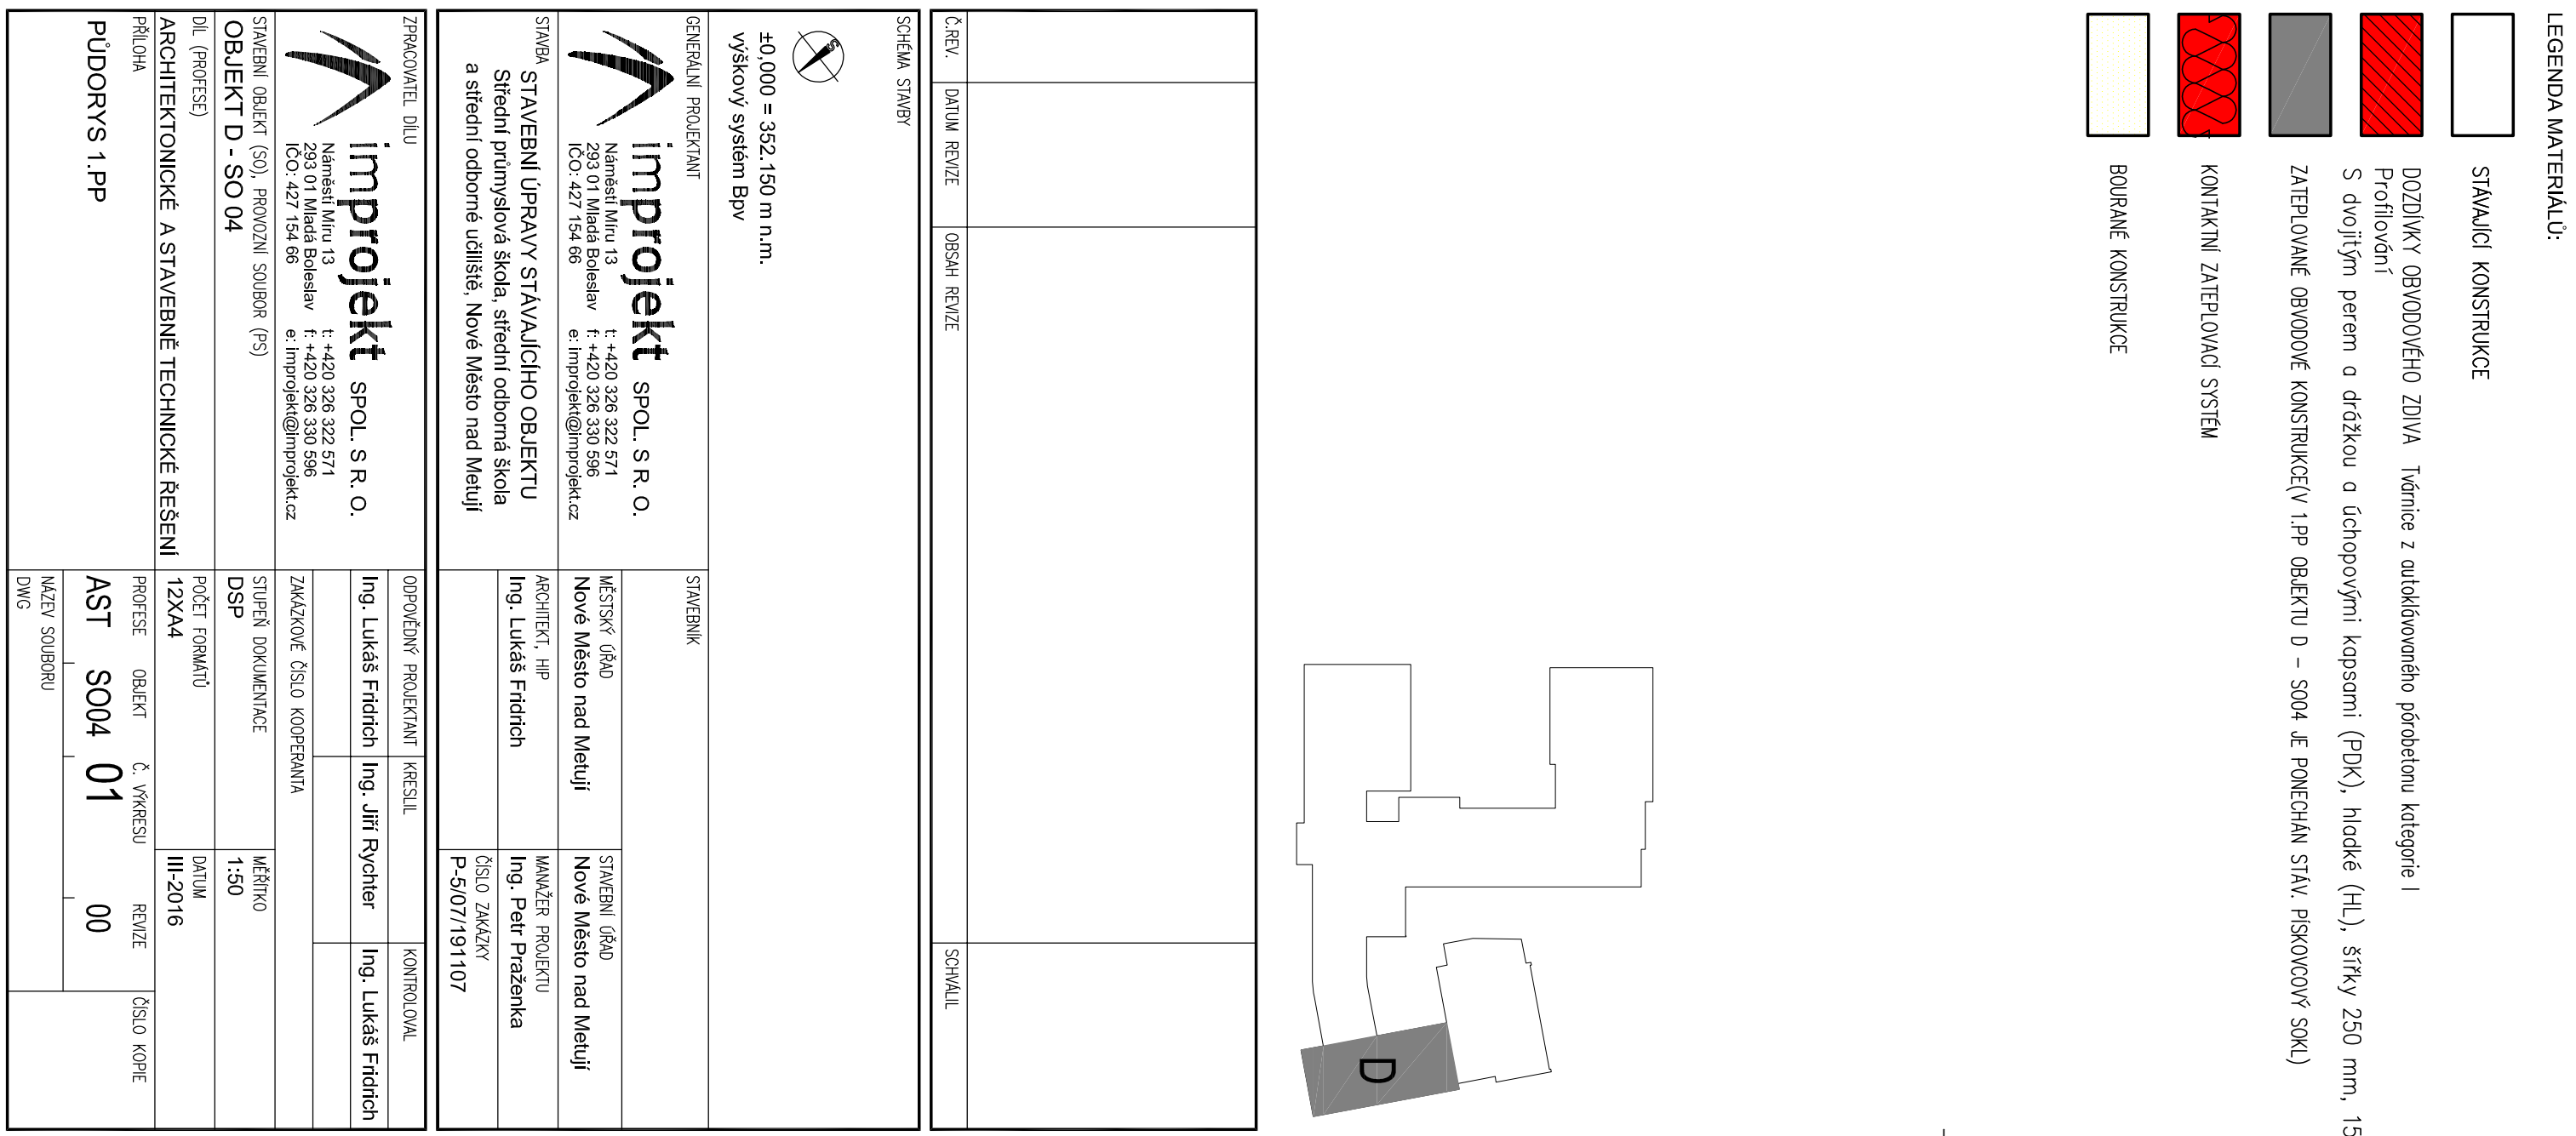 LEGENDA MATERIÁLŮ:
STÁVAJÍCÍ KONSTRUKCE
DOZDÍVKY OBVODOVÉHO ZDIVA Tvárnice z autoklávovaného pórobetonu kategorie I
Profilování
S dvojitým perem a drážkou a úchopovými kapsami (PDK), hladké (HL), šířky 250 mm, 15
ZATEPLOVANÉ OBVODOVÉ KONSTRUKCE(V 1.PP OBJEKTU D – SO04 JE PONECHÁN STÁV. PÍSKOVCOVÝ SOKL)
KONTAKTNÍ ZATEPLOVACÍ SYSTÉM
BOURANÉ KONSTRUKCE
D
Č.REV. DATUM REVIZE OBSAH REVIZE SCHVÁLIL
SCHÉMA STAVBY
S
±0,000 = 352.150 m n.m.
výškový systém Bpv
GENERÁLNÍ PROJEKTANT
improjekt SPOL. S R. O.
Náměstí Míru 13 t: +420 326 322 571
293 01 Mladá Boleslav f: +420 326 330 596
IČO: 427 154 66 e: improjekt@improjekt.cz
STAVEBNÍK
MĚSTSKÝ ÚŘAD
Nové Město nad Metují
STAVEBNÍ ÚŘAD
Nové Město nad Metují
STAVBA
STAVEBNÍ ÚPRAVY STÁVAJÍCÍHO OBJEKTU
Střední průmyslová škola, střední odborná škola
a střední odborné učiliště, Nové Město nad Metují
ARCHITEKT, HIP
Ing. Lukáš Fridrich
MANAŽER PROJEKTU
Ing. Petr Praženka
ČÍSLO ZAKÁZKY
P-5/07/191107
ZPRACOVATEL DÍLU
improjekt SPOL. S R. O.
Náměstí Míru 13 t: +420 326 322 571
293 01 Mladá Boleslav f: +420 326 330 596
IČO: 427 154 66 e: improjekt@improjekt.cz
ODPOVĚDNÝ PROJEKTANT KRESLIL KONTROLOVAL
Ing. Lukáš Fridrich Ing. Jiří Rychter Ing. Lukáš Fridrich
ZAKÁZKOVÉ ČÍSLO KOOPERANTA
STAVEBNÍ OBJEKT (SO), PROVOZNÍ SOUBOR (PS)
OBJEKT D - SO 04
STUPEŇ DOKUMENTACE
DSP
MĚŘÍTKO
1:50
DÍL (PROFESE)
ARCHITEKTONICKÉ A STAVEBNĚ TECHNICKÉ ŘEŠENÍ
POČET FORMÁTŮ
12XA4
DATUM
III-2016
PŘÍLOHA
PŮDORYS 1.PP
PROFESE OBJEKT Č. VÝKRESU REVIZE ČÍSLO KOPIE
AST SO04 01 00
NÁZEV SOUBORU
DWG